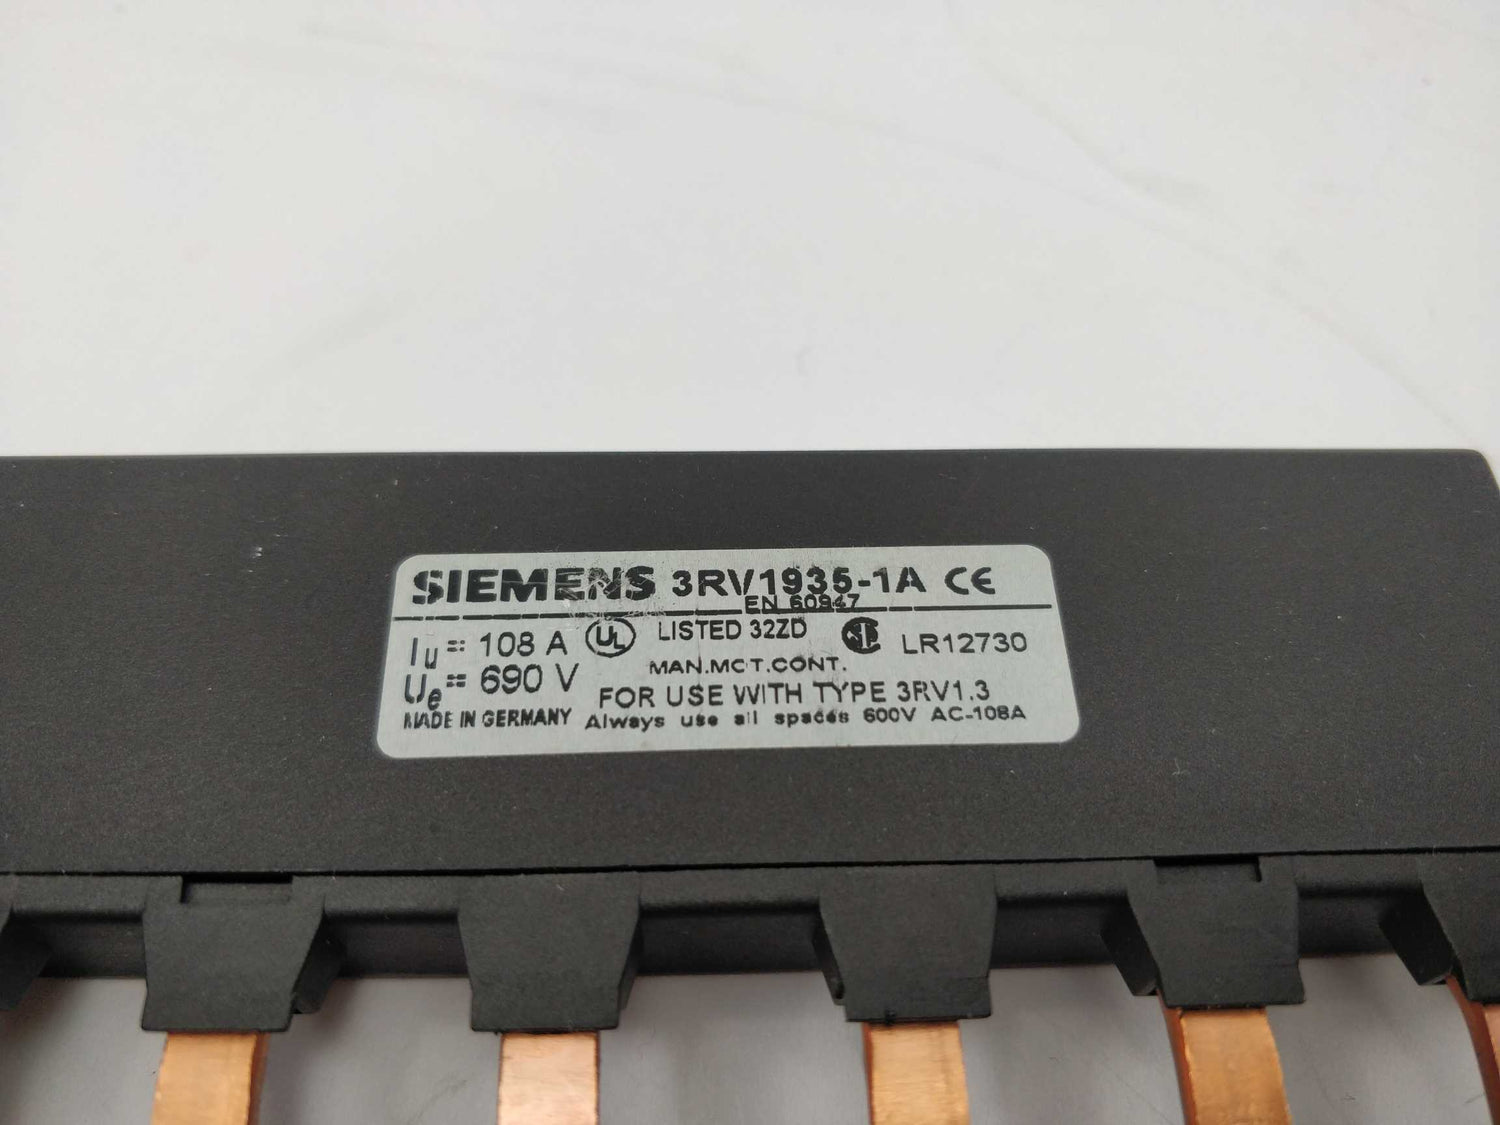 SIEMENS 3RV1935-1A CE
EN 60947
Iu = 108 A UL LISTED 32ZD LR12730
Ue = 690 V MAN.MCT.CONT.
FOR USE WITH TYPE 3RV1.3
MADE IN GERMANY Always use all spaces 600V AC-108A